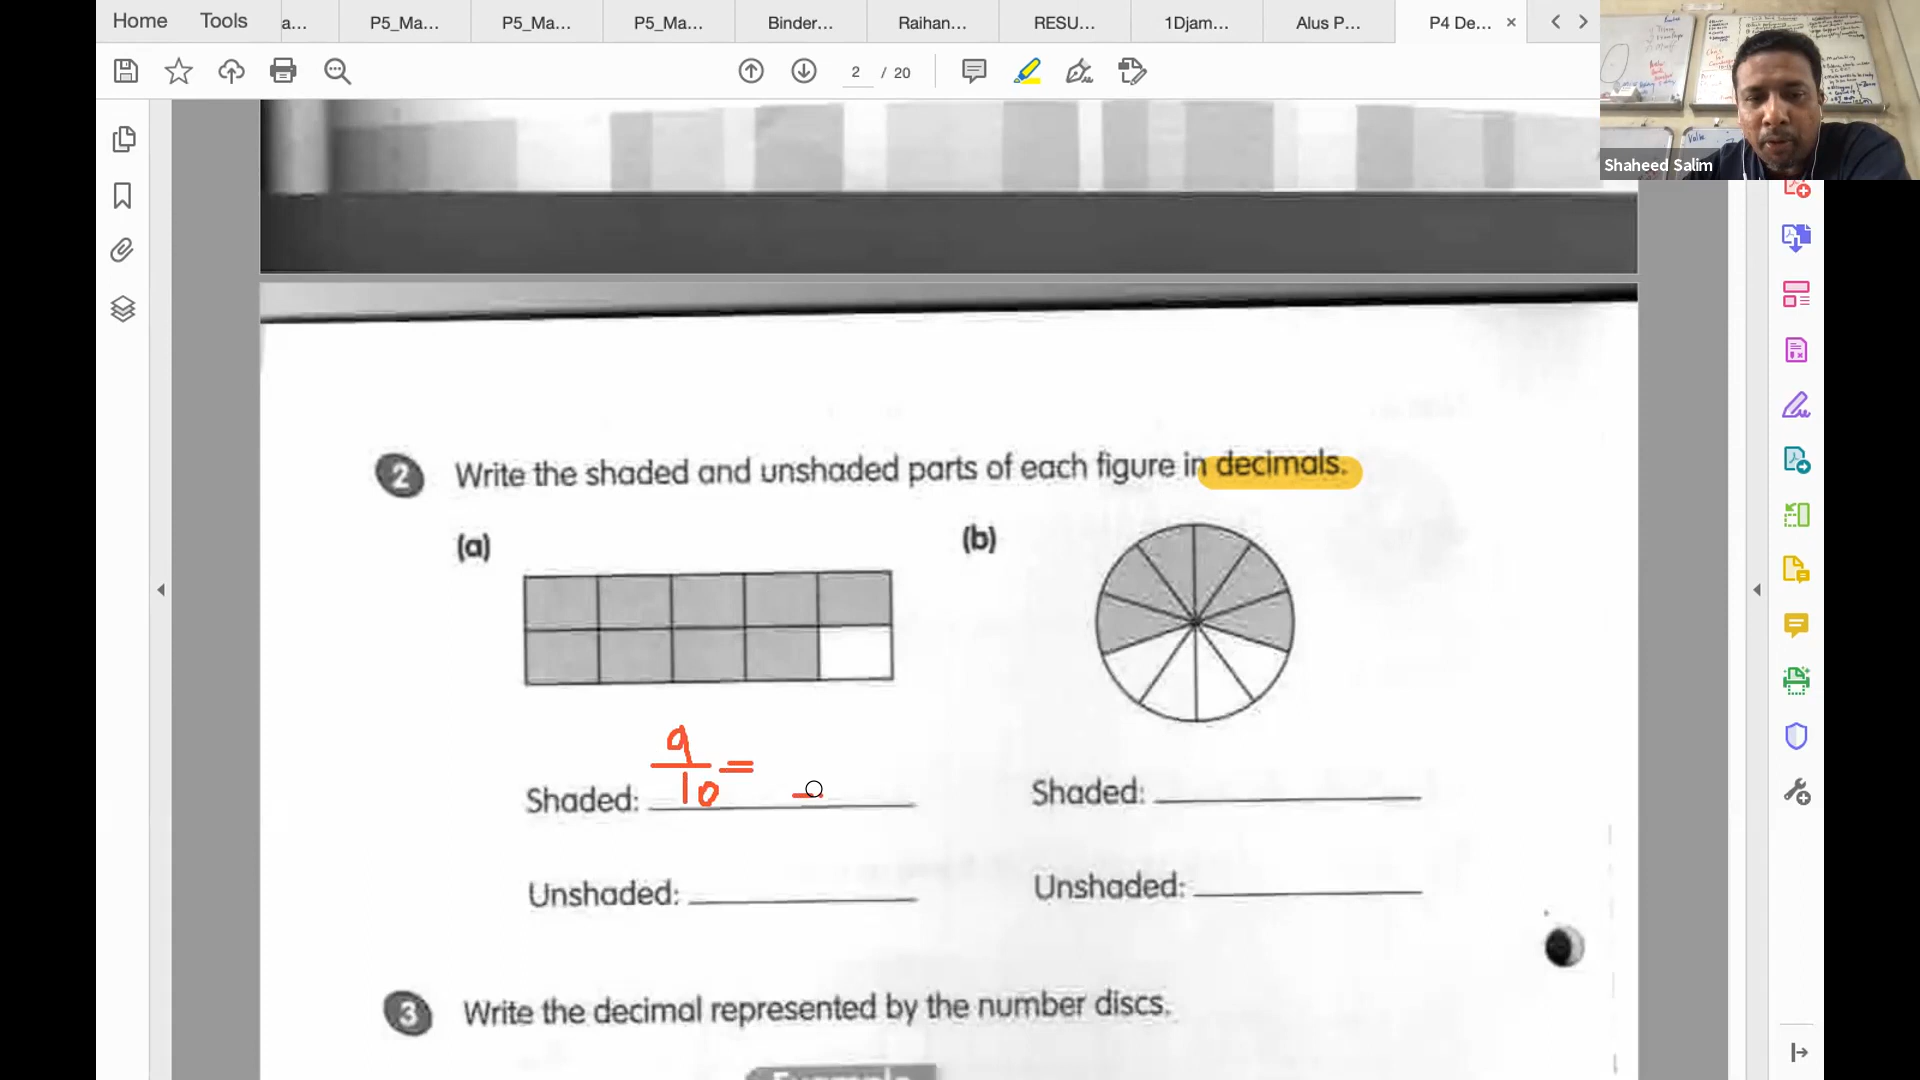 Home Tools a... P5_Ma... P5_Ma... P5_Ma... Binder... Raihan... RESU... 1Djam... Alus P... P4 De...
2 / 20
Shaheed Salim
2 Write the shaded and unshaded parts of each figure in decimals.
(a) (b)
9
10 =
Shaded: Shaded:
Unshaded: Unshaded:
3 Write the decimal represented by the number discs.
Example